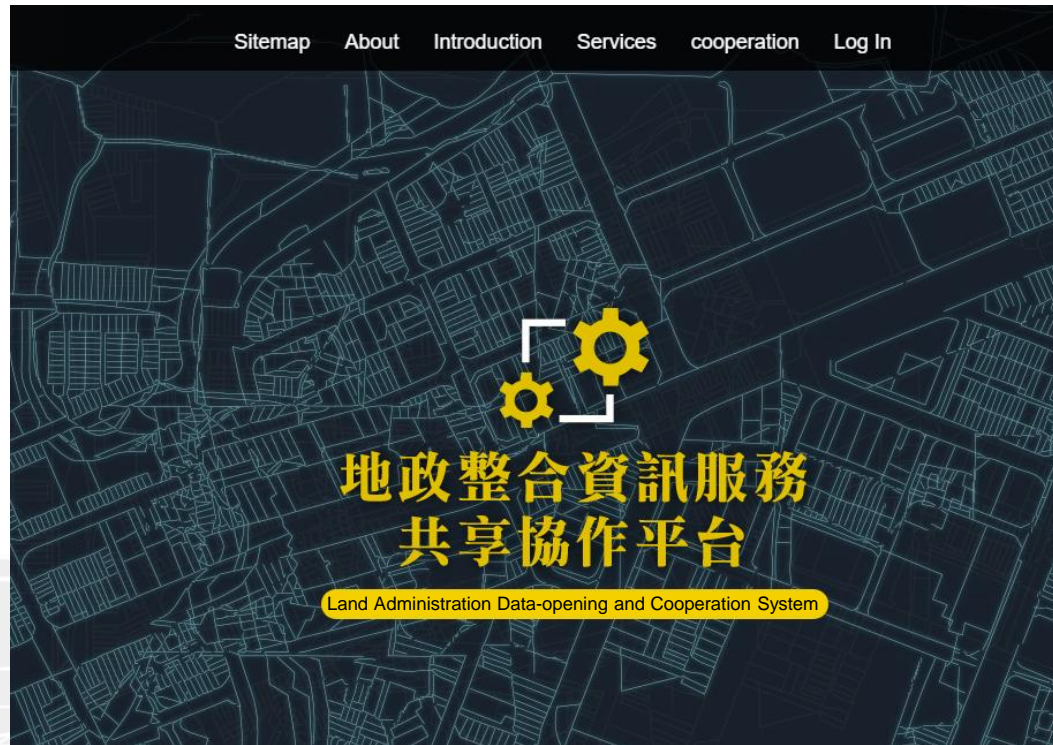 Sitemap About Introduction Services cooperation Log In
地政整合資訊服務
共享協作平台
Land Administration Data-opening and Cooperation System